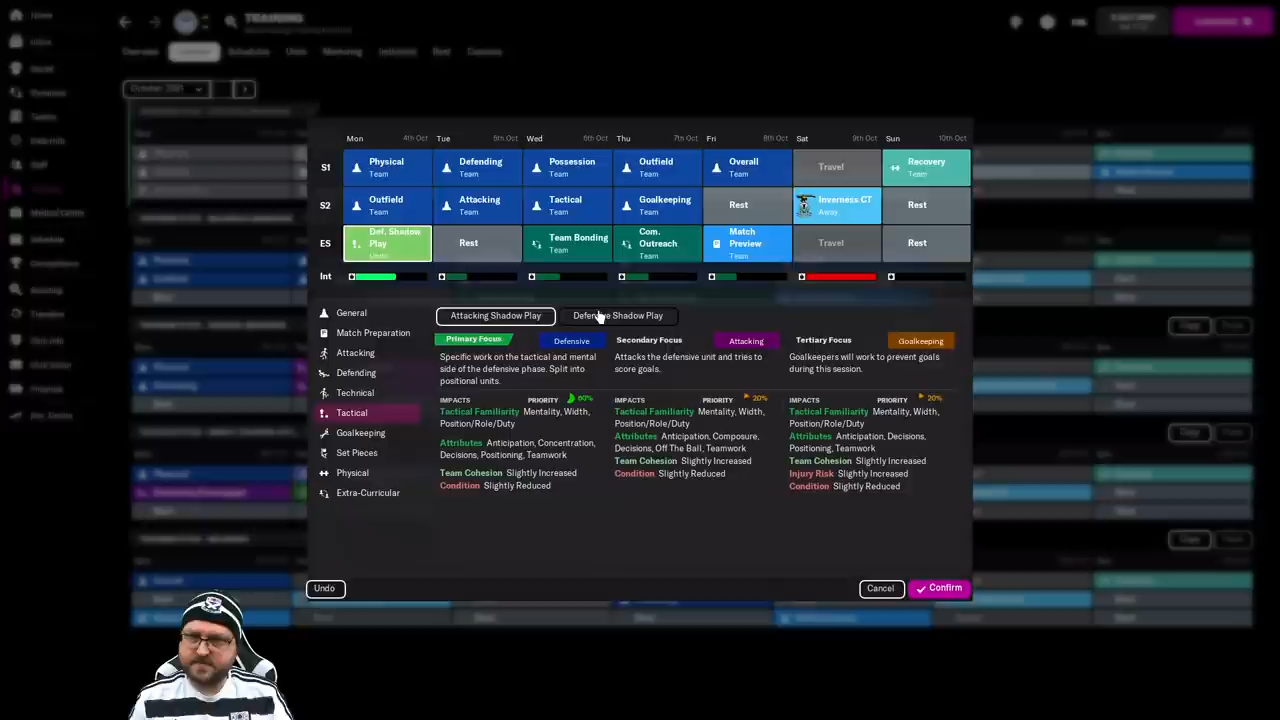 TRAINING
October 2021
Mon 4th Oct Tue 5th Oct Wed 6th Oct Thu 7th Oct Fri 8th Oct Sat 9th Oct Sun 10th Oct
S1 Physical Team Defending Team Possession Team Outfield Team Overall Team Travel Recovery Team
S2 Outfield Team Attacking Team Tactical Team Goalkeeping Team Rest Inverness CT Away Rest
ES Def. Shadow Play Units Rest Team Bonding Team Com. Outreach Team Match Preview Team Travel Rest
Int
General
Match Preparation
Attacking
Defending
Technical
Tactical
Goalkeeping
Set Pieces
Physical
Extra-Curricular
Attacking Shadow Play Defensive Shadow Play
Primary Focus Defensive
Specific work on the tactical and mental
side of the defensive phase. Split into
positional units.
IMPACTS PRIORITY 60%
Tactical Familiarity Mentality, Width,
Position/Role/Duty
Attributes Anticipation, Concentration,
Decisions, Positioning, Teamwork
Team Cohesion Slightly Increased
Condition Slightly Reduced
Secondary Focus Attacking
Attacks the defensive unit and tries to
score goals.
IMPACTS PRIORITY 20%
Tactical Familiarity Mentality, Width,
Position/Role/Duty
Attributes Anticipation, Composure,
Decisions, Off The Ball, Teamwork
Team Cohesion Slightly Increased
Condition Slightly Reduced
Tertiary Focus Goalkeeping
Goalkeepers will work to prevent goals
during this session.
IMPACTS PRIORITY 20%
Tactical Familiarity Mentality, Width,
Position/Role/Duty
Attributes Anticipation, Decisions,
Positioning, Teamwork
Team Cohesion Slightly Increased
Injury Risk Slightly Increased
Condition Slightly Reduced
Undo Cancel Confirm